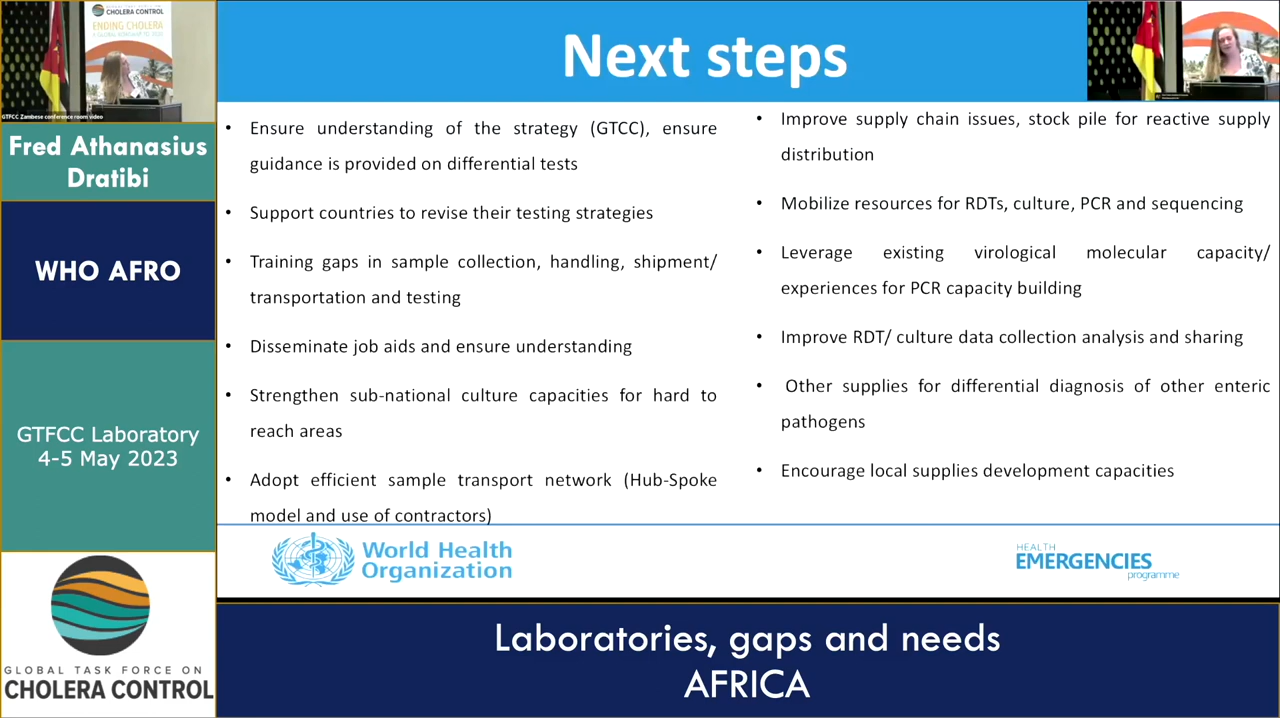 GLOBAL TASK FORCE ON
CHOLERA CONTROL
ENDING CHOLERA
GTFCC Zambese conference room video
Fred Athanasius
Dratibi
WHO AFRO
GTFCC Laboratory
4-5 May 2023
GLOBAL TASK FORCE ON
CHOLERA CONTROL
Next steps
• Ensure understanding of the strategy (GTCC), ensure
guidance is provided on differential tests
• Support countries to revise their testing strategies
• Training gaps in sample collection, handling, shipment/
transportation and testing
• Disseminate job aids and ensure understanding
• Strengthen sub-national culture capacities for hard to
reach areas
• Adopt efficient sample transport network (Hub-Spoke
model and use of contractors)
• Improve supply chain issues, stock pile for reactive supply
distribution
• Mobilize resources for RDTs, culture, PCR and sequencing
• Leverage existing virological molecular capacity/
experiences for PCR capacity building
• Improve RDT/ culture data collection analysis and sharing
• Other supplies for differential diagnosis of other enteric
pathogens
• Encourage local supplies development capacities
World Health
Organization
HEALTH
EMERGENCIES
programme
Laboratories, gaps and needs
AFRICA